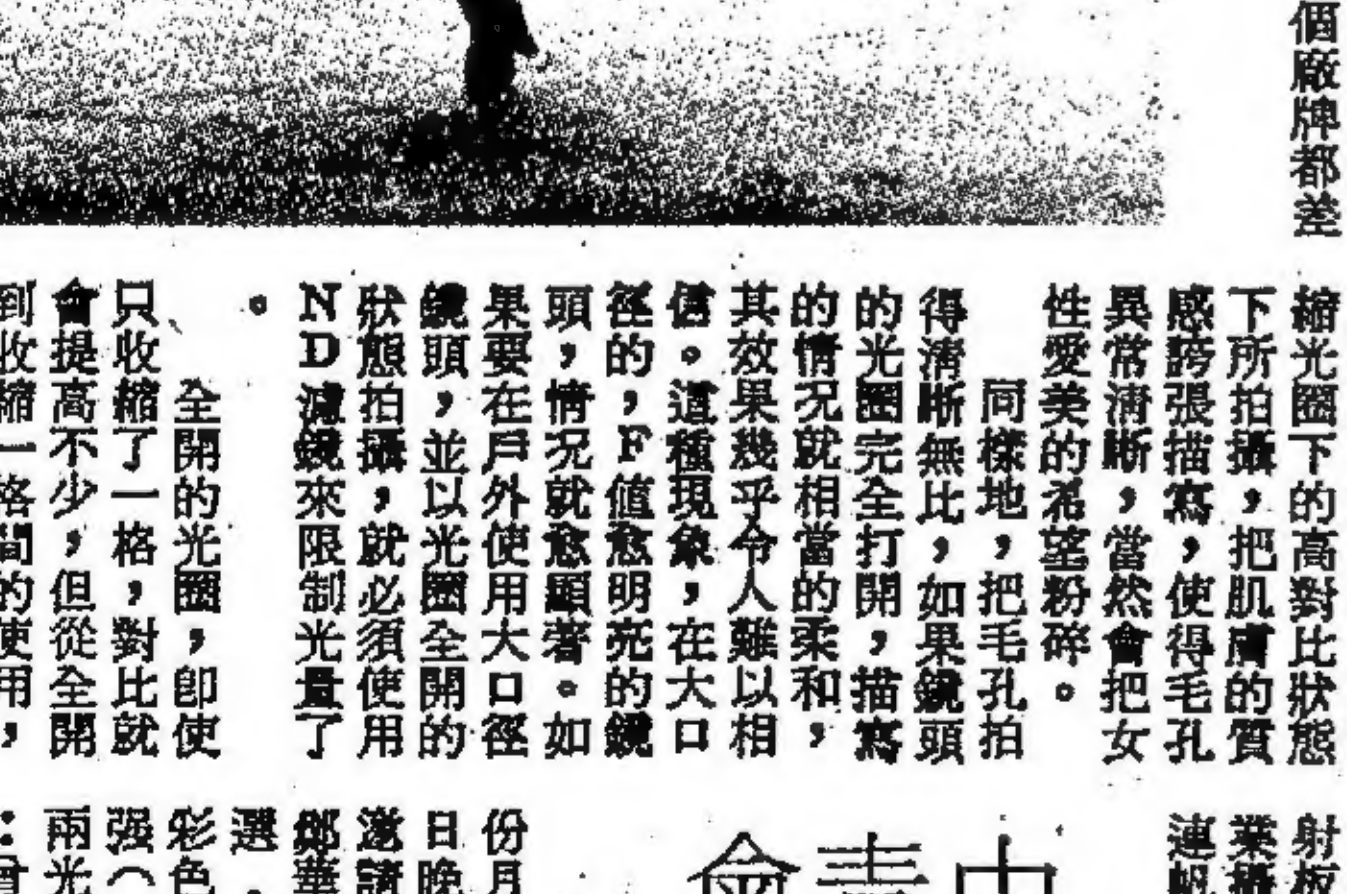 個廠牌都差
縮光圈下的高對比狀態
下所拍攝，把肌膚的質
感誇張描寫，使得毛孔
異常清晰，當然會把女
性愛美的希望粉碎。
同樣地，把毛孔拍
得清晰無比，如果鏡頭
的光圈完全打開，描寫
的情況就相當的柔和，
其效果幾乎令人難以相
信。這種現象，在大口
徑的，F值愈明亮的鏡
頭，情况就愈顯著。如
果要在戶外使用大口徑
鏡頭，並以光圈全開的
狀態拍攝，就必須使用
ND濾鏡來限制光量了
。
全開的光圈，卽使
只收縮了一格，對比就
會提高不少，但從全開
到收縮一格間的使用，
射
業攝
連
份月
日晚
邀請
鄭華
選
彩色
强（
兩光